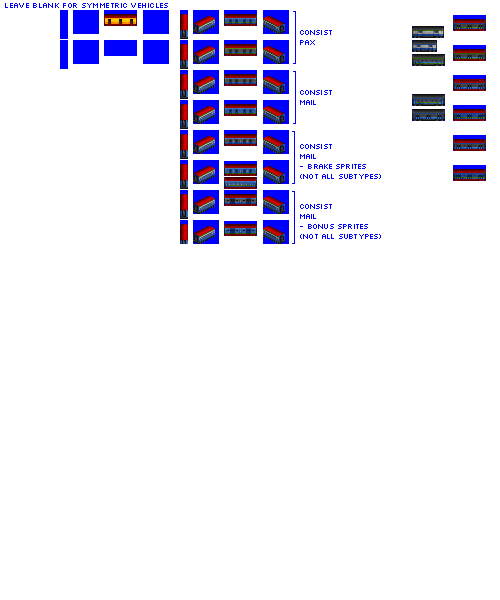 LEAVE BLANK FOR SYMMETRIC VEHICLES
CONSIST
PAX
CONSIST
MAIL
CONSIST
MAIL
- BRAKE SPRITES
(NOT ALL SUBTYPES)
CONSIST
MAIL
- BONUS SPRITES
(NOT ALL SUBTYPES)